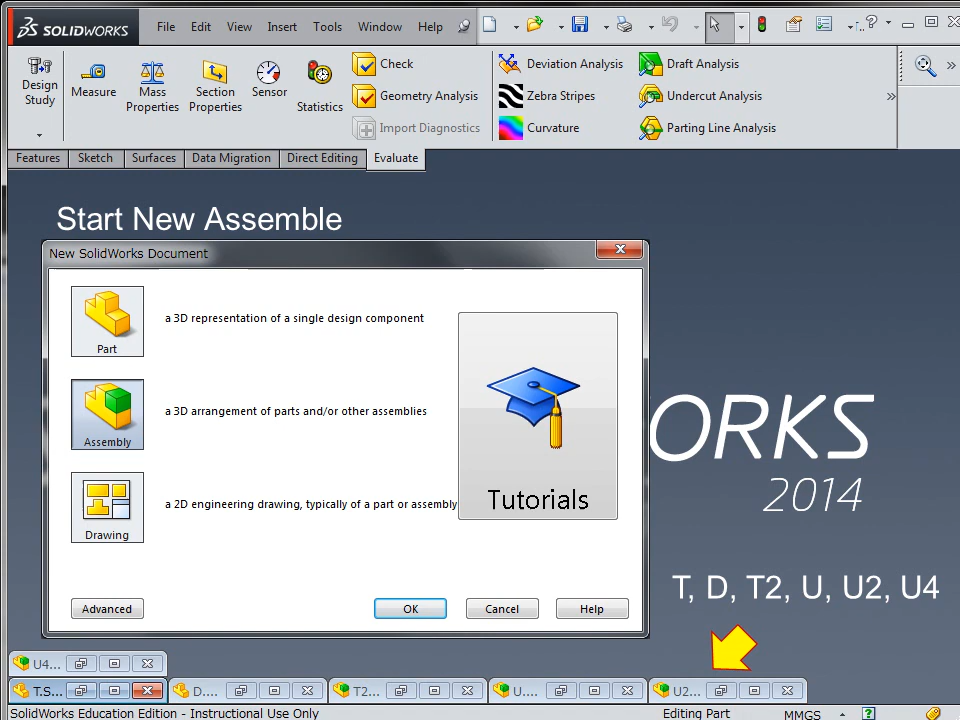 SOLIDWORKS File Edit View Insert Tools Window Help
Design Study
Measure
Mass Properties
Section Properties
Sensor
Statistics
Check
Geometry Analysis
Import Diagnostics
Deviation Analysis
Zebra Stripes
Curvature
Draft Analysis
Undercut Analysis
Parting Line Analysis
Features Sketch Surfaces Data Migration Direct Editing Evaluate
Start New Assemble
New SolidWorks Document
Part
a 3D representation of a single design component
Assembly
a 3D arrangement of parts and/or other assemblies
Drawing
a 2D engineering drawing, typically of a part or assembly
Tutorials
Advanced OK Cancel Help
ORKS
2014
T, D, T2, U, U2, U4
U4...
T.S... D.... T2... U.... U2...
SolidWorks Education Edition - Instructional Use Only Editing Part MMGS